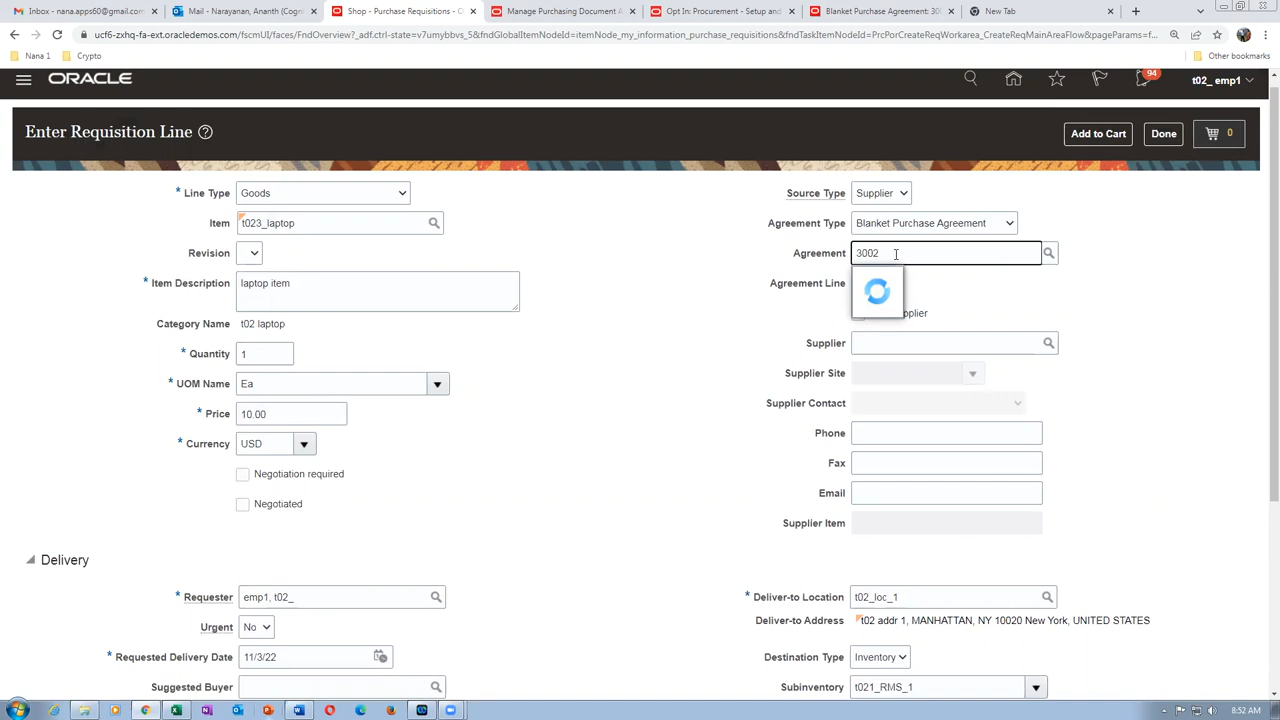 Inbox - nana.apps60@gmail.com
Mail - Narayanan, Ananth (Cogni
Shop - Purchase Requisitions - O
Manage Purchasing Document A
Opt In: Procurement - Setup and
Blanket Purchase Agreement: 300
New Tab
ucf6-zxhq-fa-ext.oracledemos.com/fscmUI/faces/FndOverview?_adf.ctrl-state=v7umybbvs_5&fndGlobalItemNodeId=itemNode_my_information_purchase_requisitions&fndTaskItemNodeId=PrcPorCreateReqWorkarea_CreateReqMainAreaFlow&pageParams=f...
Nana 1
Crypto
Other bookmarks
ORACLE
94
t02_ emp1
Enter Requisition Line
Add to Cart
Done
0
* Line Type Goods
Source Type Supplier
Item t023_laptop
Agreement Type Blanket Purchase Agreement
Revision
Agreement 3002
* Item Description laptop item
Agreement Line
Category Name t02 laptop
* Quantity 1
Supplier
* UOM Name Ea
Supplier Site
* Price 10.00
Supplier Contact
Phone
* Currency USD
Fax
Negotiation required
Email
Negotiated
Supplier Item
Delivery
* Requester emp1, t02_
* Deliver-to Location t02_loc_1
Urgent No
Deliver-to Address t02 addr 1, MANHATTAN, NY 10020 New York, UNITED STATES
* Requested Delivery Date 11/3/22
Destination Type Inventory
Suggested Buyer
Subinventory t021_RMS_1
8:52 AM